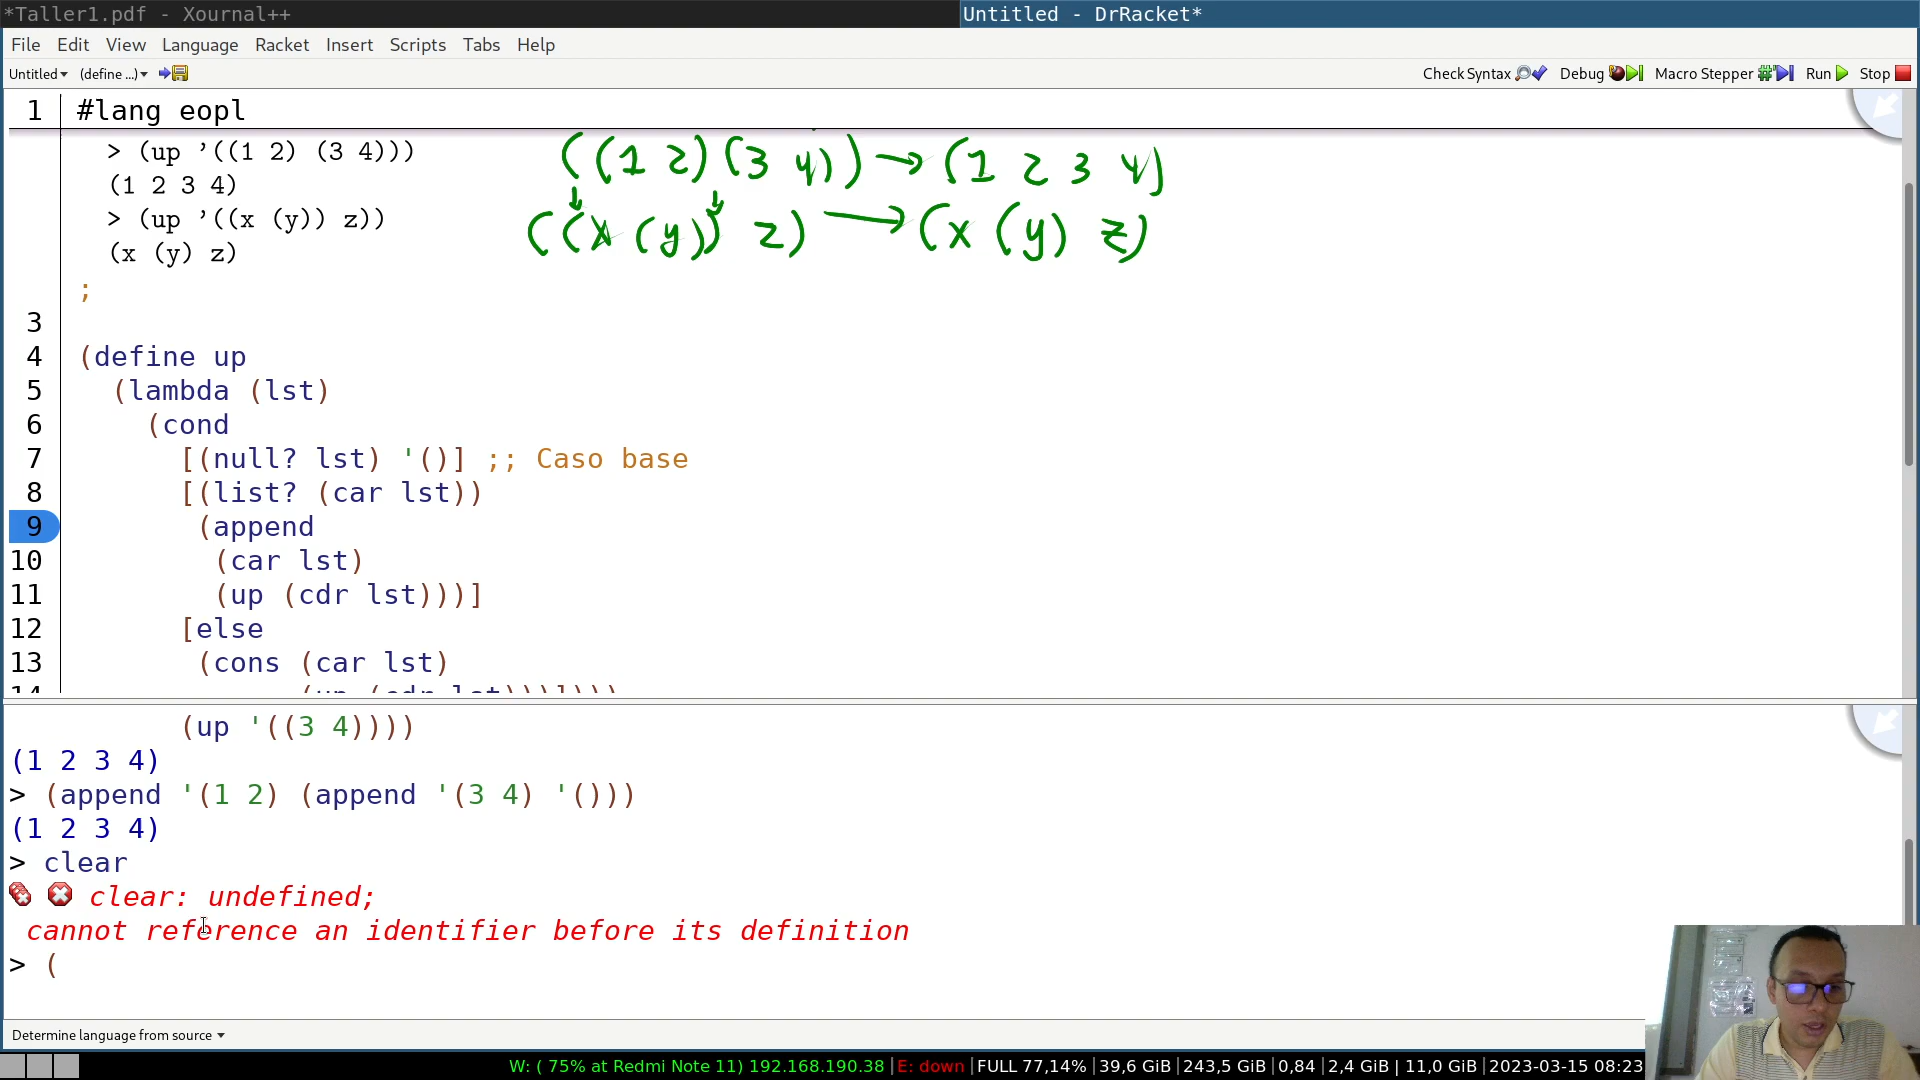 *Taller1.pdf - Xournal++
Untitled - DrRacket*
File Edit View Language Racket Insert Scripts Tabs Help
Untitled (define ...) Check Syntax Debug Macro Stepper Run Stop
1 #lang eopl
> (up ’((1 2) (3 4)))
(1 2 3 4)
> (up ’((x (y)) z))
(x (y) z)
((1 2)(3 4)) → (1 2 3 4)
((x (y)) z) → (x (y) z)
;
3
4 (define up
5 (lambda (lst)
6 (cond
7 [(null? lst) '()] ;; Caso base
8 [(list? (car lst))
9 (append
10 (car lst)
11 (up (cdr lst)))]
12 [else
13 (cons (car lst)
14 (up (cdr lst)))])))
(up '((3 4))))
(1 2 3 4)
> (append '(1 2) (append '(3 4) '()))
(1 2 3 4)
> clear
clear: undefined;
cannot reference an identifier before its definition
> (
Determine language from source
W: ( 75% at Redmi Note 11) 192.168.190.38 |E: down |FULL 77,14% |39,6 GiB |243,5 GiB |0,84 |2,4 GiB | 11,0 GiB |2023-03-15 08:23